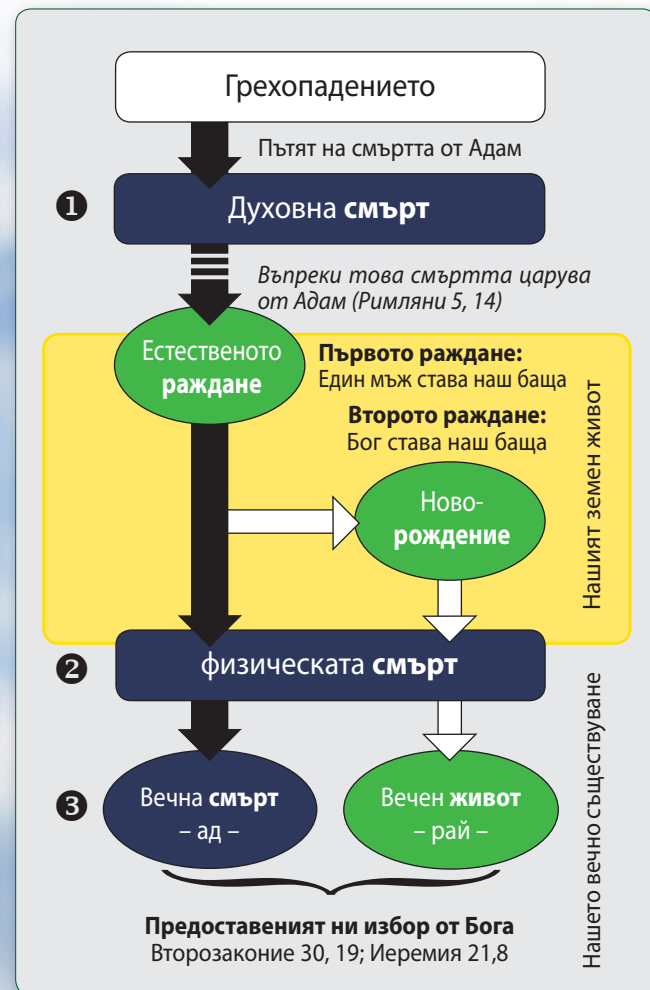 Грехопадението
Пътят на смъртта от Адам
❶
Духовна смърт
Въпреки това смъртта царува
от Адам (Римляни 5, 14)
Естественото
раждане
Първото раждане:
Един мъж става наш баща
Второто раждане:
Бог става наш баща
Ново-
рождение
Нашият земен живот
❷
физическата смърт
❸
Вечна смърт
– ад –
Вечен живот
– рай –
Нашето вечно съществуване
Предоставеният ни избор от Бога
Второзаконие 30, 19; Иеремия 21,8